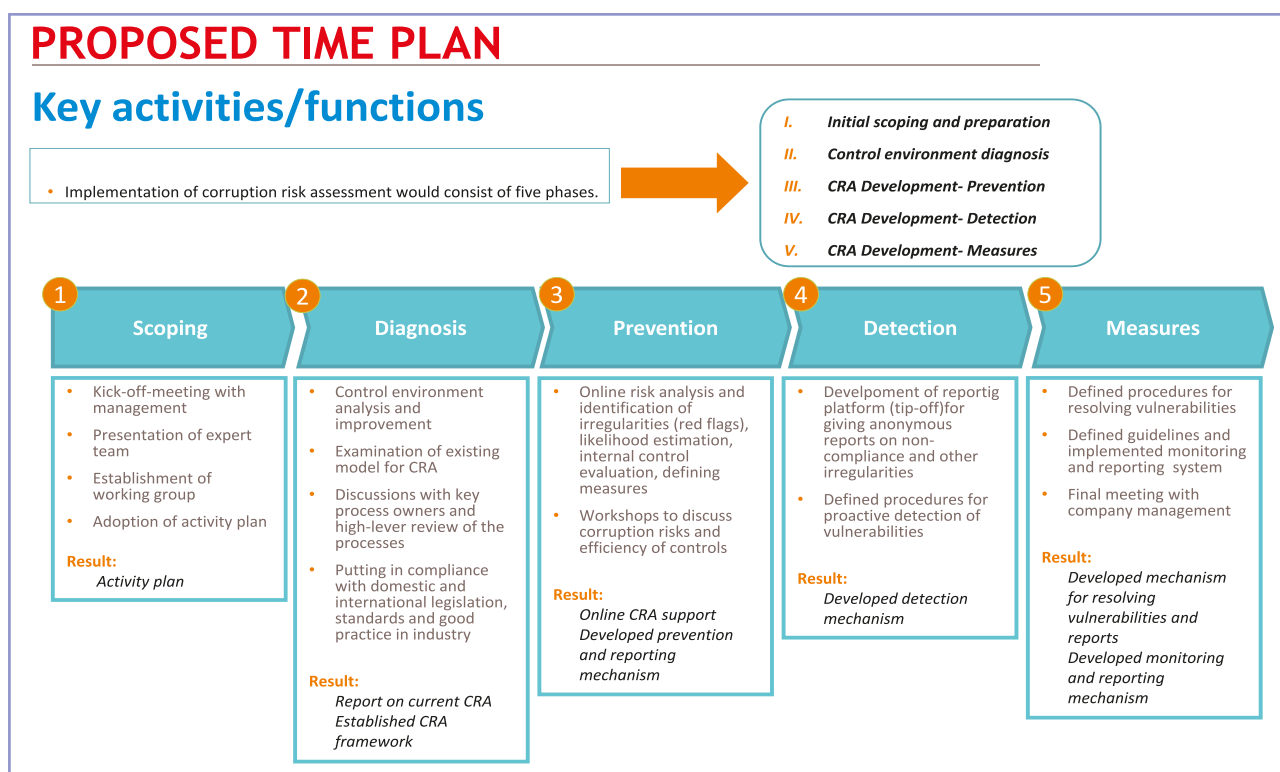 PROPOSED TIME PLAN
Key activities/functions
• Implementation of corruption risk assessment would consist of five phases.
I. Initial scoping and preparation
II. Control environment diagnosis
III. CRA Development- Prevention
IV. CRA Development- Detection
V. CRA Development- Measures
1
Scoping
• Kick-off-meeting with
management
• Presentation of expert
team
• Establishment of
working group
• Adoption of activity plan
Result:
Activity plan
2
Diagnosis
• Control environment
analysis and
improvement
• Examination of existing
model for CRA
• Discussions with key
process owners and
high-lever review of the
processes
• Putting in compliance
with domestic and
international legislation,
standards and good
practice in industry
Result:
Report on current CRA
Established CRA
framework
3
Prevention
• Online risk analysis and
identification of
irregularities (red flags),
likelihood estimation,
internal control
evaluation, defining
measures
• Workshops to discuss
corruption risks and
efficiency of controls
Result:
Online CRA support
Developed prevention
and reporting
mechanism
4
Detection
• Develpoment of reportig
platform (tip-off)for
giving anonymous
reports on non-
compliance and other
irregularities
• Defined procedures for
proactive detection of
vulnerabilities
Result:
Developed detection
mechanism
5
Measures
• Defined procedures for
resolving vulnerabilities
• Defined guidelines and
implemented monitoring
and reporting  system
• Final meeting with
company management
Result:
Developed mechanism
for resolving
vulnerabilities and
reports
Developed monitoring
and reporting
mechanism